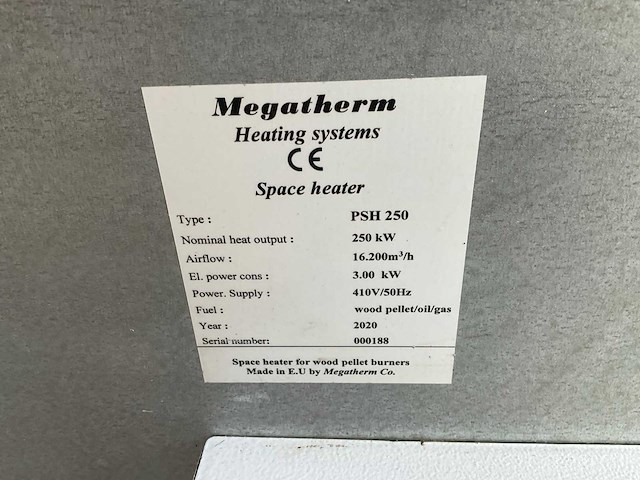 Megatherm
Heating systems
CE
Space heater
Type : PSH 250
Nominal heat output : 250 kW
Airflow : 16.200m³/h
El. power cons : 3.00 kW
Power. Supply : 410V/50Hz
Fuel : wood pellet/oil/gas
Year : 2020
Serial number: 000188
Space heater for wood pellet burners
Made in E.U by Megatherm Co.